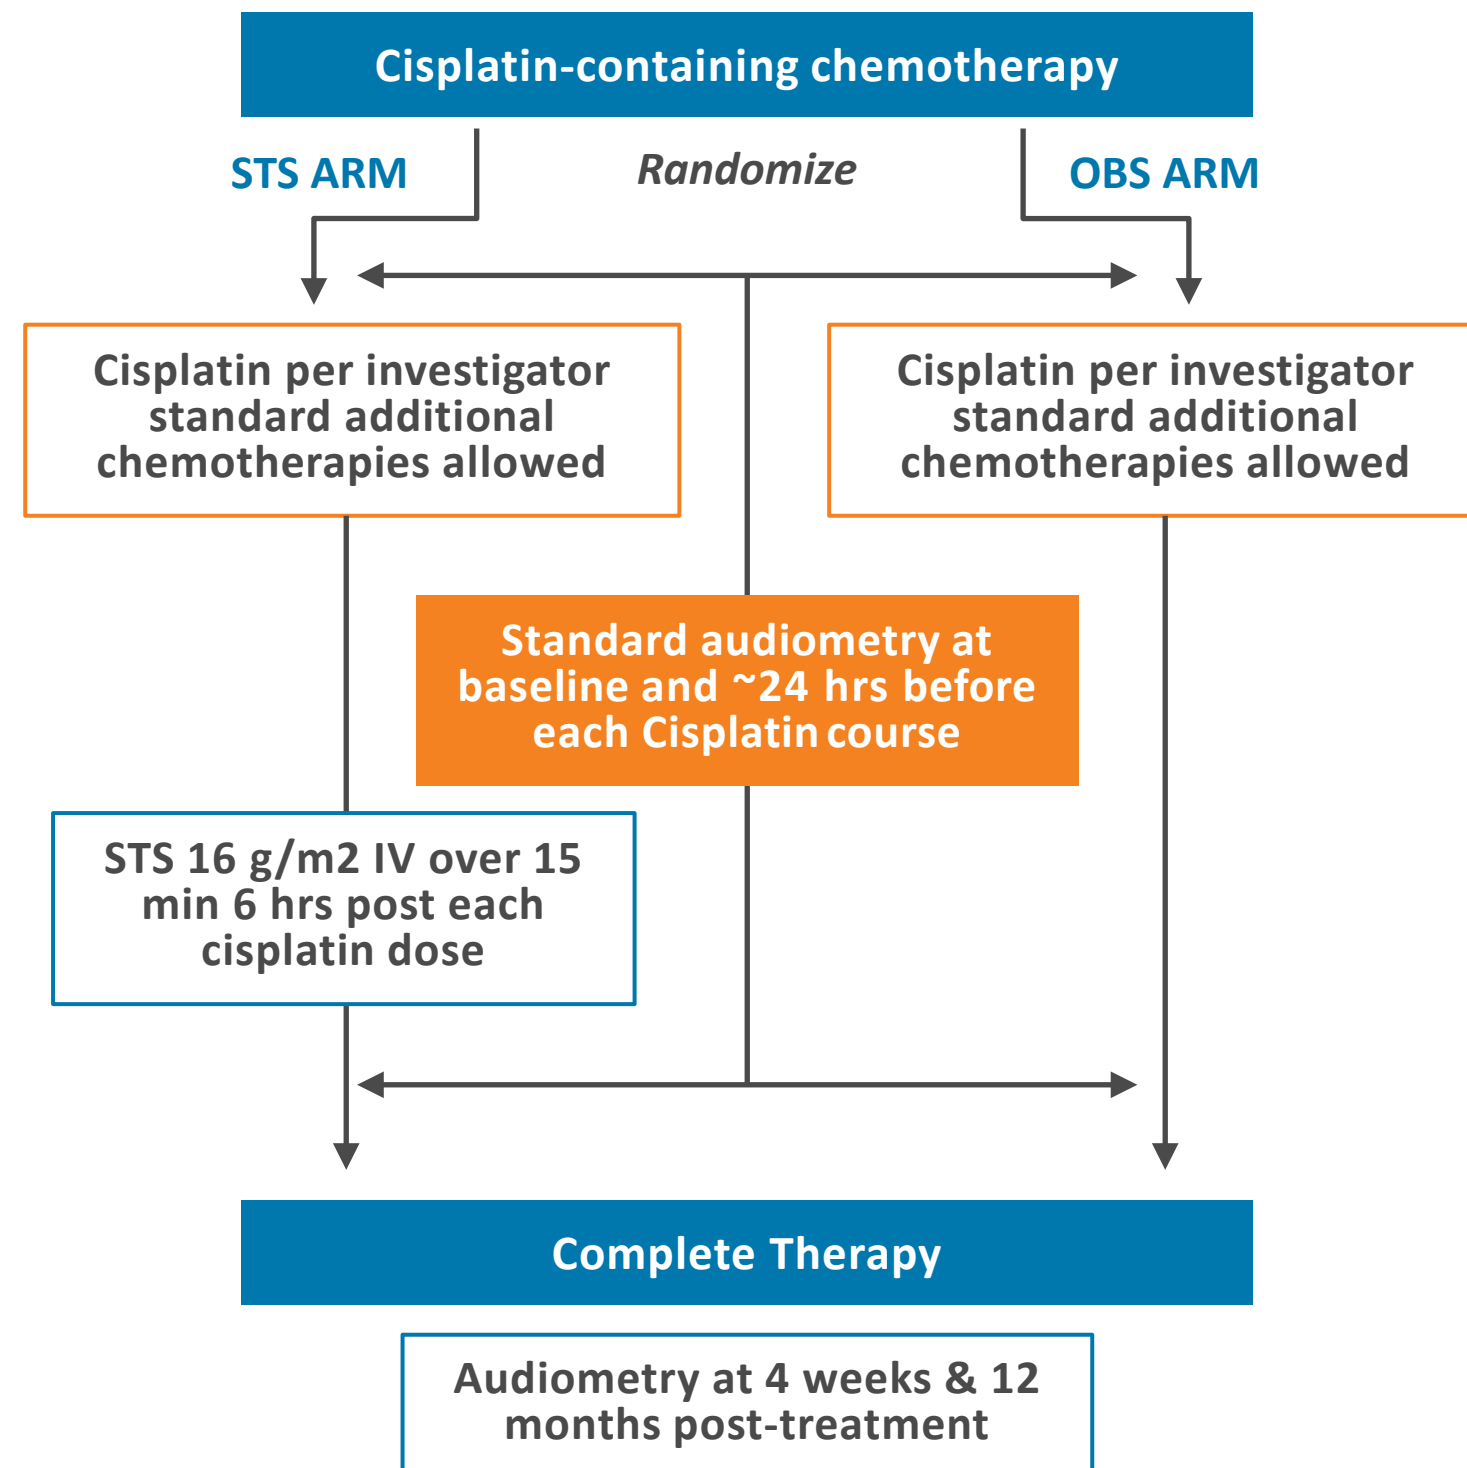 Cisplatin-containing chemotherapy
STS ARM
Randomize
OBS ARM
Cisplatin per investigator
standard additional
chemotherapies allowed
Cisplatin per investigator
standard additional
chemotherapies allowed
Standard audiometry at
baseline and ~24 hrs before
each Cisplatin course
STS 16 g/m2 IV over 15
min 6 hrs post each
cisplatin dose
Complete Therapy
Audiometry at 4 weeks & 12
months post-treatment